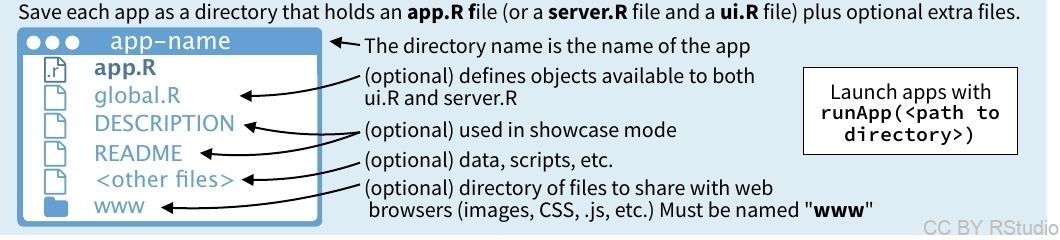 Save each app as a directory that holds an app.R file (or a server.R file and a ui.R file) plus optional extra files.
app-name
The directory name is the name of the app
.r app.R
global.R
(optional) defines objects available to both
ui.R and server.R
DESCRIPTION
README
(optional) used in showcase mode
<other files>
(optional) data, scripts, etc.
www
(optional) directory of files to share with web
browsers (images, CSS, .js, etc.) Must be named "www"
Launch apps with
runApp(<path to
directory>)
CC BY RStudio